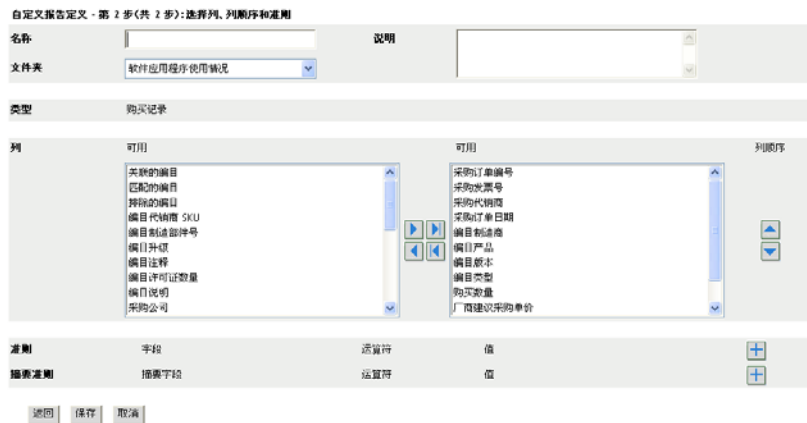 自定义报告定义 - 第 2 步(共 2 步):选择列、列顺序和准则
名称 说明
文件夹 软件应用程序使用情况
类型 购买记录
列 可用 可用 列顺序
关联的编目 采购订单编号
匹配的编目 采购发票号
排除的编目 采购代销商
编目代销商 SKU 采购订单日期
编目制造部件号 编目制造商
编目升级 编目产品
编目注释 编目版本
编目许可证数量 编目类型
编目说明 购买数量
采购公司 厂商建议采购单价
准则 字段 运算符 值
摘要准则 摘要字段 运算符 值
返回 保存 取消